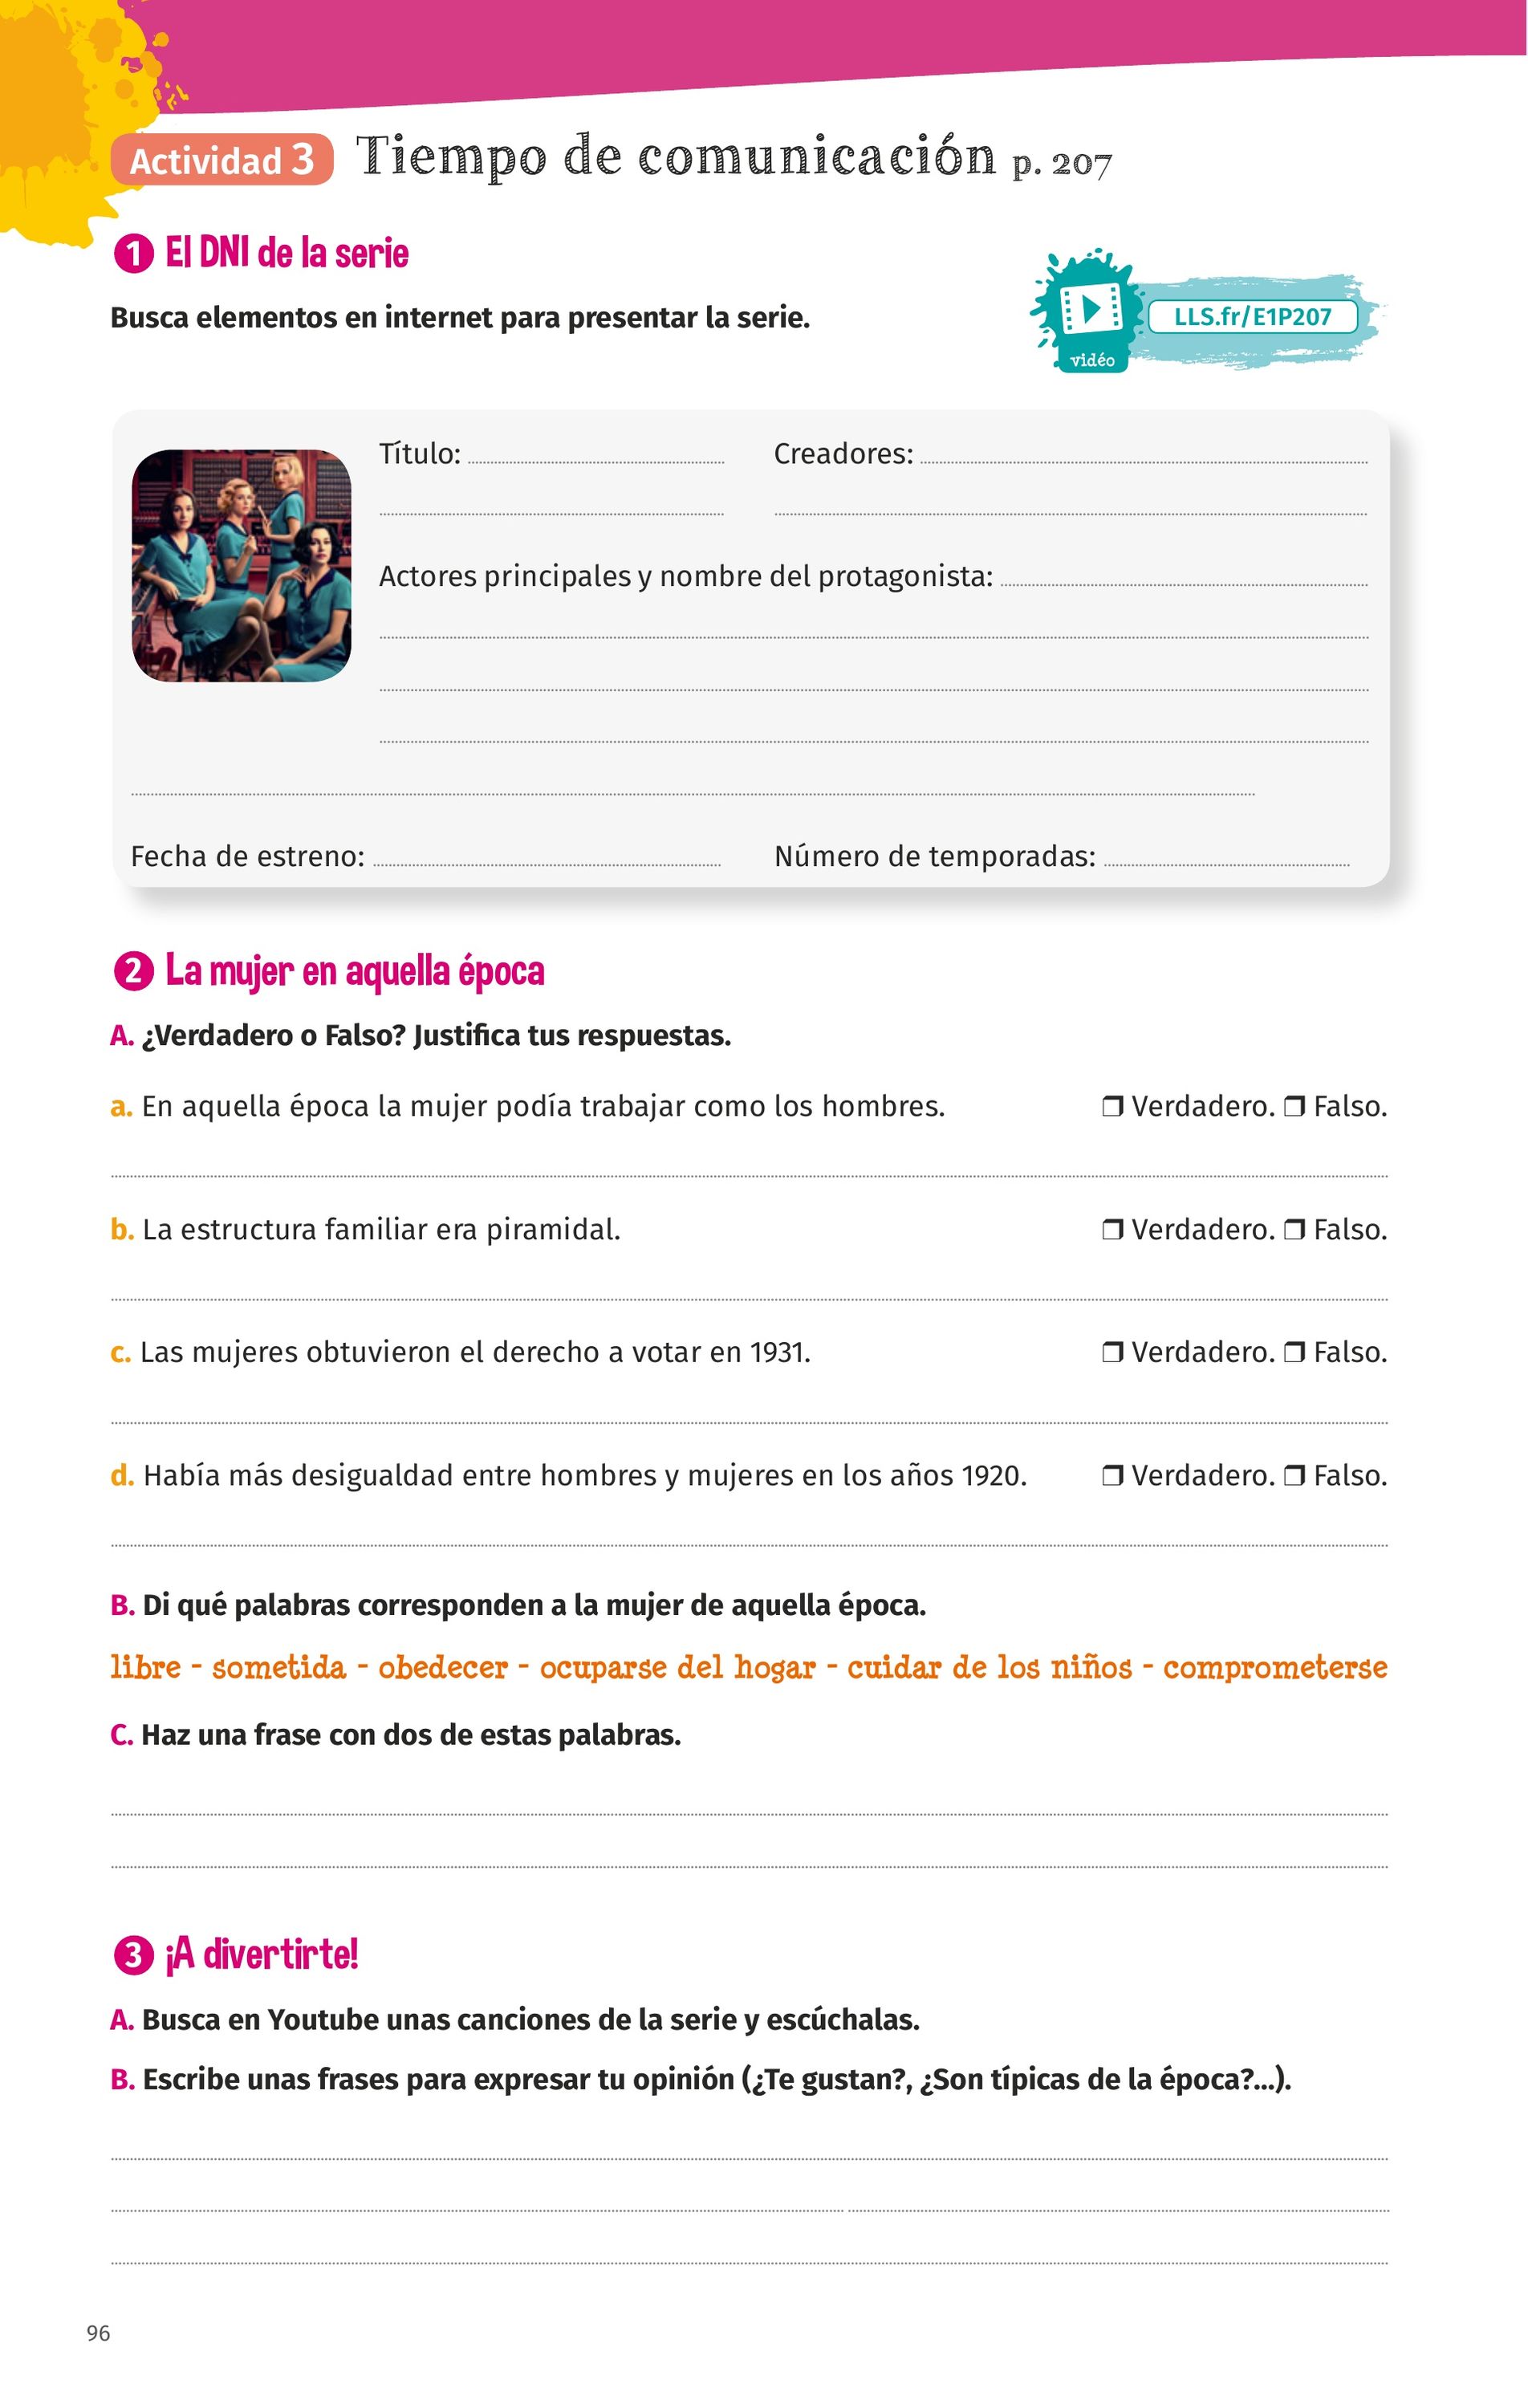 Actividad 3 Tiempo de comunicación p. 207
1 El DNI de la serie
Busca elementos en internet para presentar la serie.
LLS.fr/E1P207
vidéo
Título: Creadores:
Actores principales y nombre del protagonista:
Fecha de estreno: Número de temporadas:
2 La mujer en aquella época
A. ¿Verdadero o Falso? Justifica tus respuestas.
a. En aquella época la mujer podía trabajar como los hombres. ❒ Verdadero. ❒ Falso.
b. La estructura familiar era piramidal. ❒ Verdadero. ❒ Falso.
c. Las mujeres obtuvieron el derecho a votar en 1931. ❒ Verdadero. ❒ Falso.
d. Había más desigualdad entre hombres y mujeres en los años 1920. ❒ Verdadero. ❒ Falso.
B. Di qué palabras corresponden a la mujer de aquella época.
libre - sometida - obedecer - ocuparse del hogar - cuidar de los niños - comprometerse
C. Haz una frase con dos de estas palabras.
3 ¡A divertirte!
A. Busca en Youtube unas canciones de la serie y escúchalas.
B. Escribe unas frases para expresar tu opinión (¿Te gustan?, ¿Son típicas de la época?...).
96